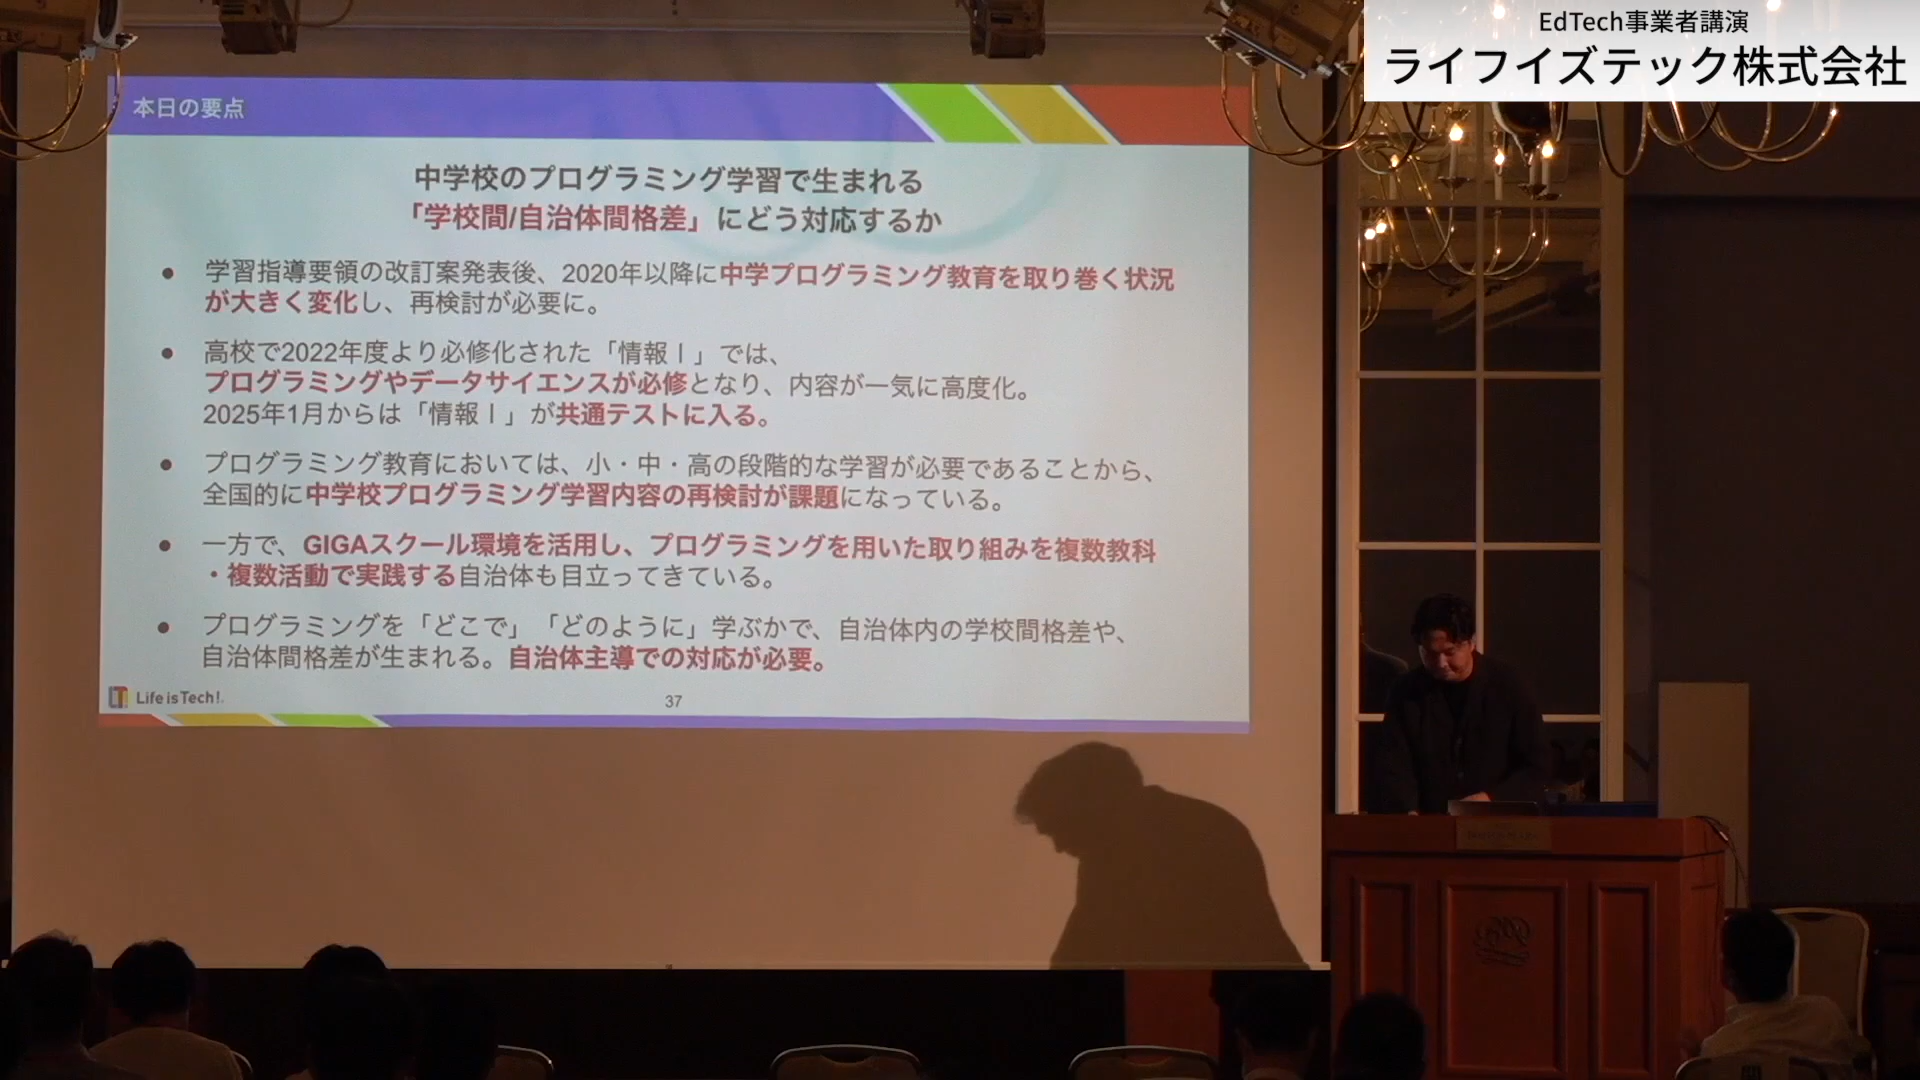 EdTech事業者講演
ライフイズテック株式会社
本日の要点
中学校のプログラミング学習で生まれる
「学校間/自治体間格差」にどう対応するか
● 学習指導要領の改訂案発表後、2020年以降に中学プログラミング教育を取り巻く状況
が大きく変化し、再検討が必要に。
● 高校で2022年度より必修化された「情報Ⅰ」では、
プログラミングやデータサイエンスが必修となり、内容が一気に高度化。
2025年1月からは「情報Ⅰ」が共通テストに入る。
● プログラミング教育においては、小・中・高の段階的な学習が必要であることから、
全国的に中学校プログラミング学習内容の再検討が課題になっている。
● 一方で、GIGAスクール環境を活用し、プログラミングを用いた取り組みを複数教科
・複数活動で実践する自治体も目立ってきている。
● プログラミングを「どこで」「どのように」学ぶかで、自治体内の学校間格差や、
自治体間格差が生まれる。自治体主導での対応が必要。
Life is Tech!
37